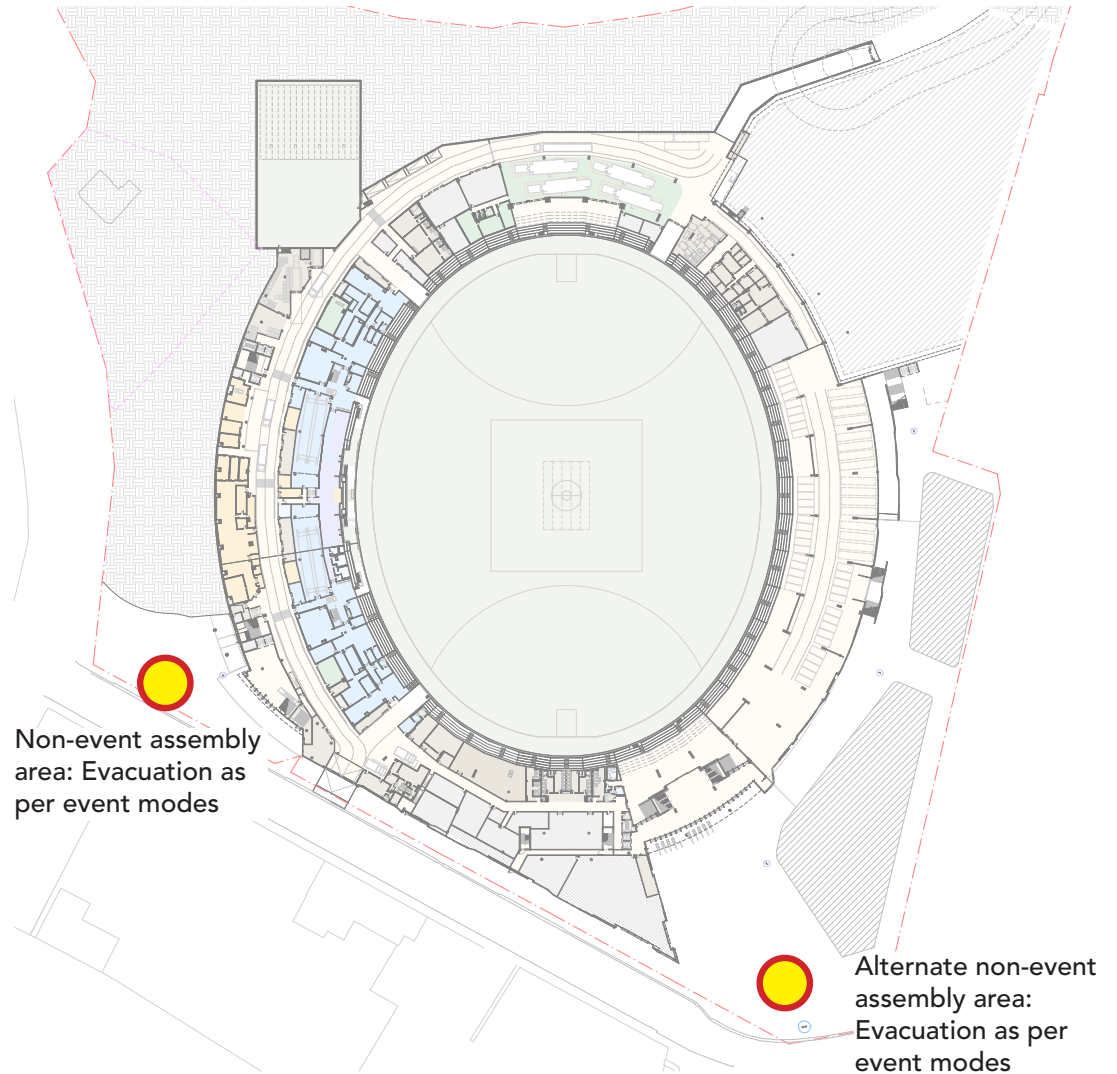 Non-event assembly
area: Evacuation as
per event modes
Alternate non-event
assembly area:
Evacuation as per
event modes